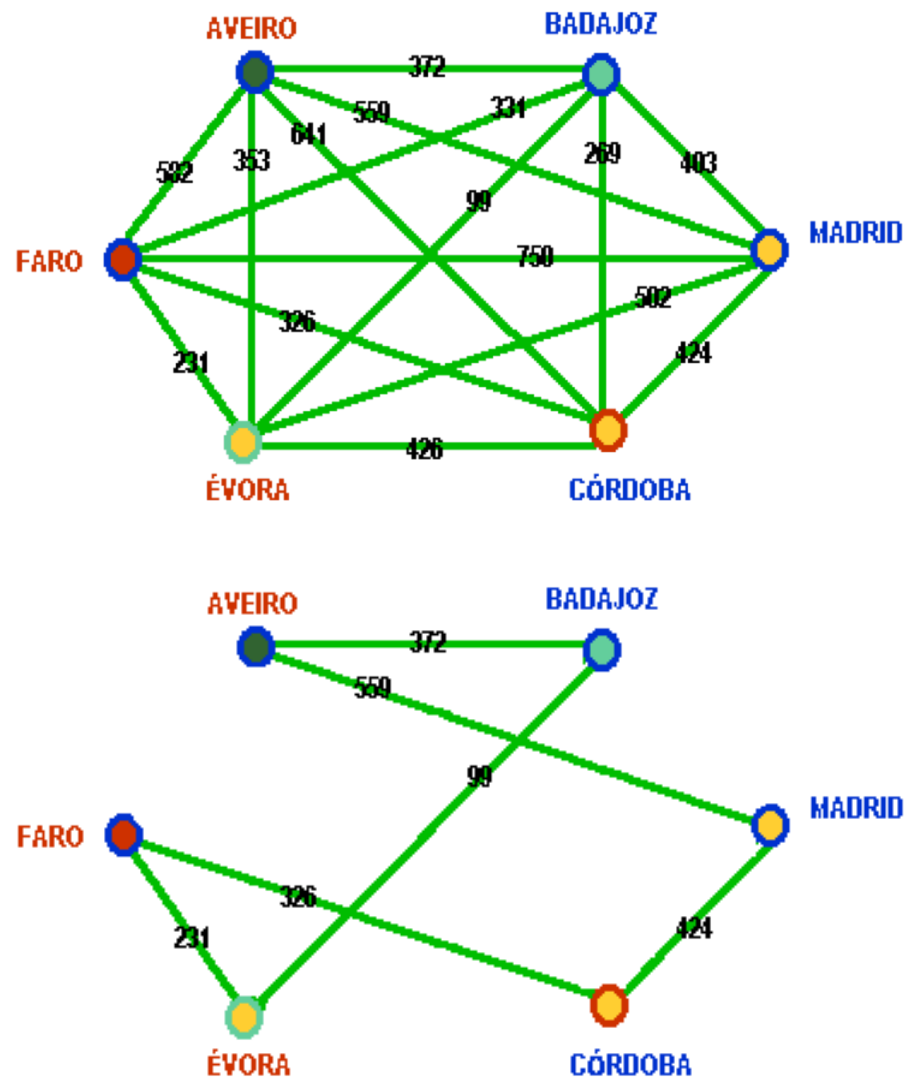 AVEIRO
BADAJOZ
372
559
331
641
582
353
269
403
99
MADRID
FARO
750
502
326
231
424
426
ÉVORA
CÓRDOBA
AVEIRO
BADAJOZ
372
559
99
MADRID
FARO
326
231
424
ÉVORA
CÓRDOBA